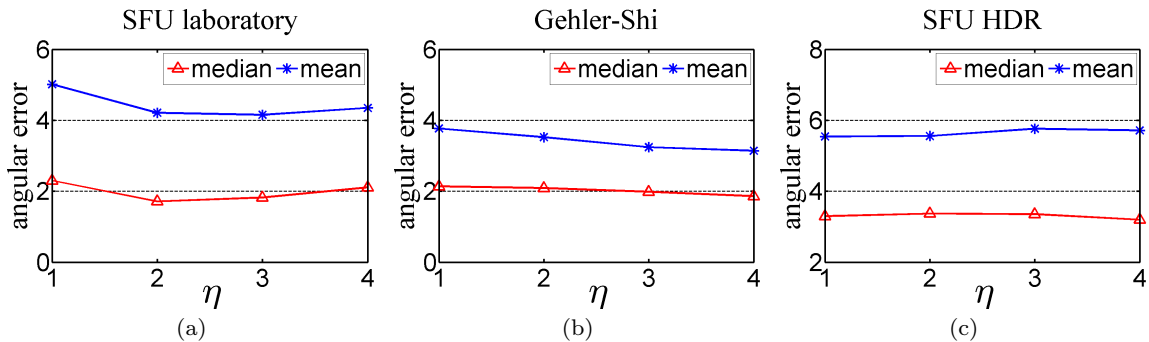 SFU laboratory
angular error
6
4
2
0
median mean
1 2 3 4
η
(a)
Gehler-Shi
angular error
6
4
2
0
median mean
1 2 3 4
η
(b)
SFU HDR
angular error
8
6
4
2
median mean
1 2 3 4
η
(c)